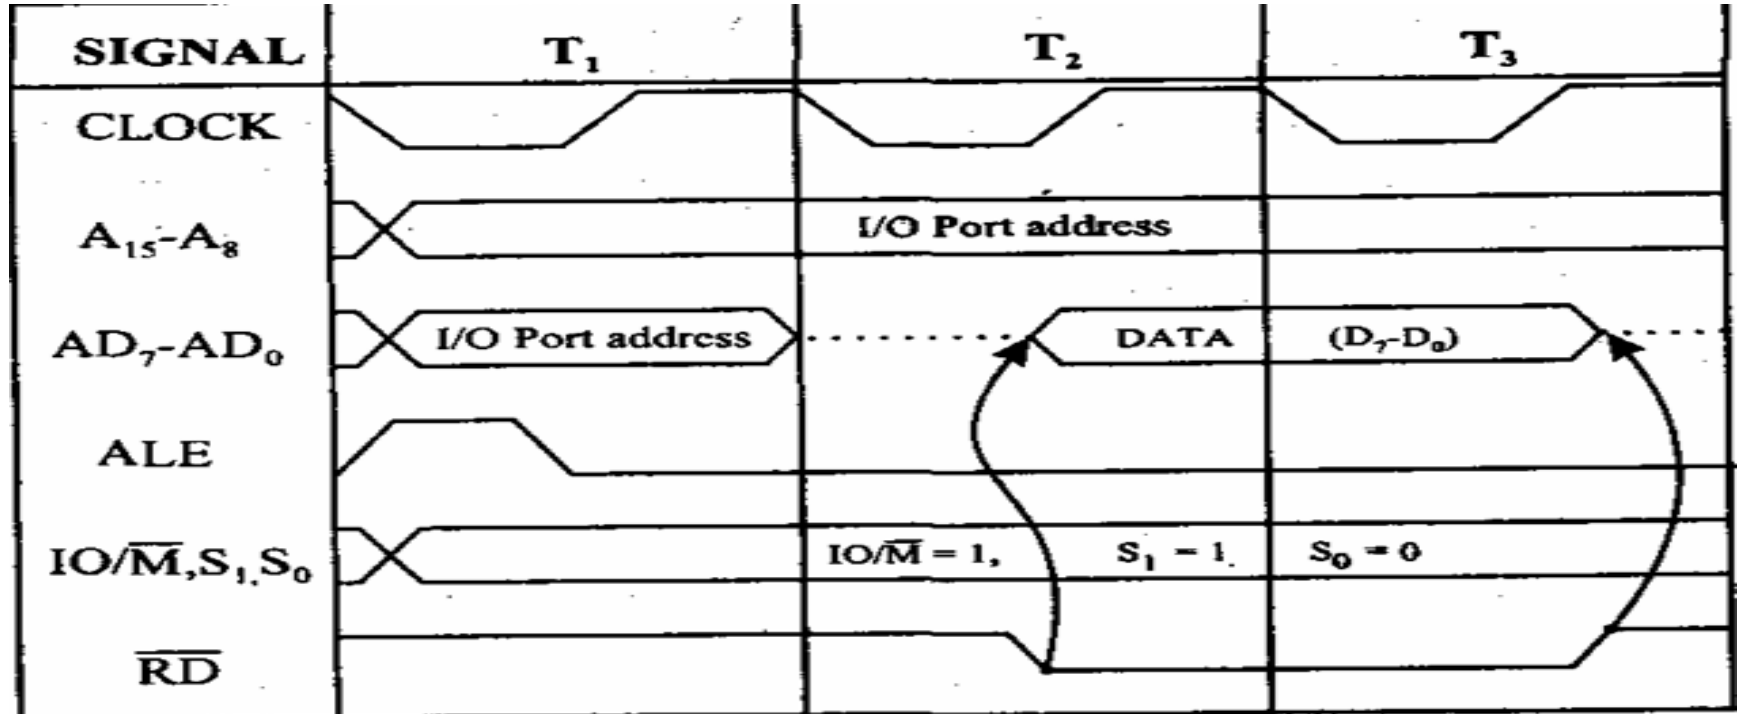 SIGNAL T₁ T₂ T₃
CLOCK
A₁₅-A₈ I/O Port address
AD₇-AD₀ I/O Port address DATA (D₇-D₀)
ALE
IO/M̅,S₁,S₀ IO/M̅ = 1, S₁ = 1. S₀ = 0
R̅D̅